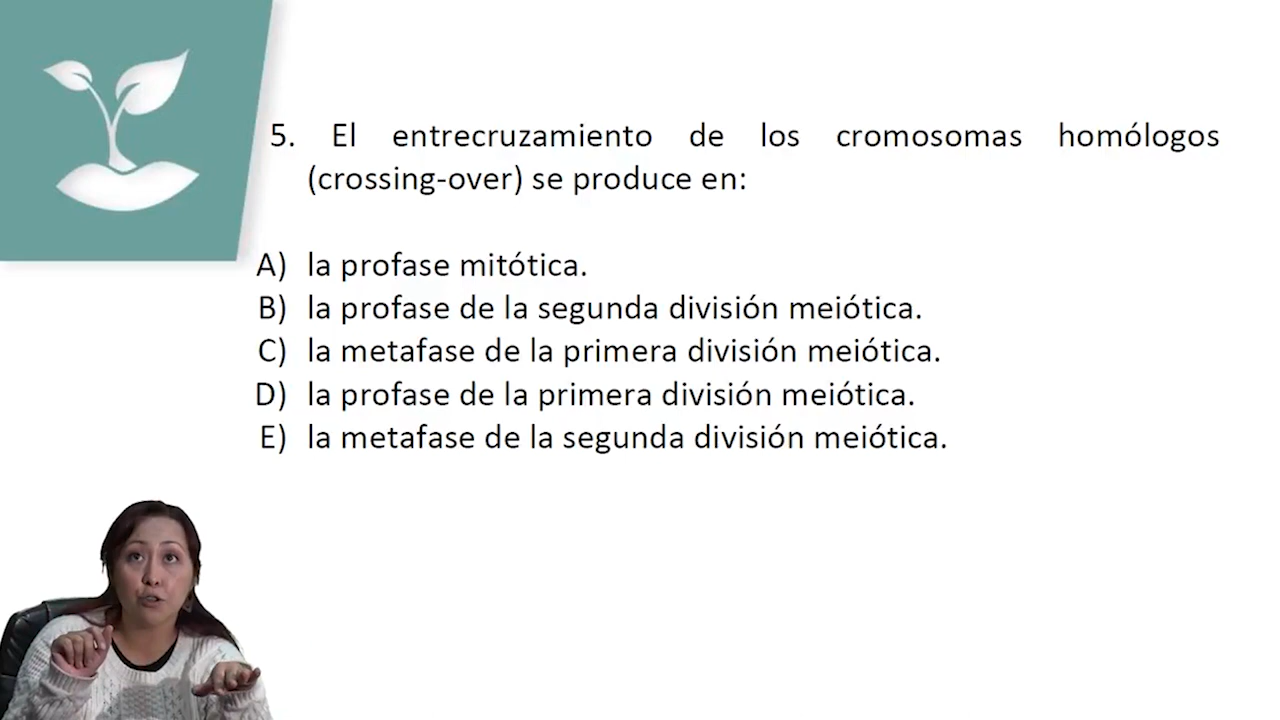 5. El entrecruzamiento de los cromosomas homólogos
(crossing-over) se produce en:
A) la profase mitótica.
B) la profase de la segunda división meiótica.
C) la metafase de la primera división meiótica.
D) la profase de la primera división meiótica.
E) la metafase de la segunda división meiótica.